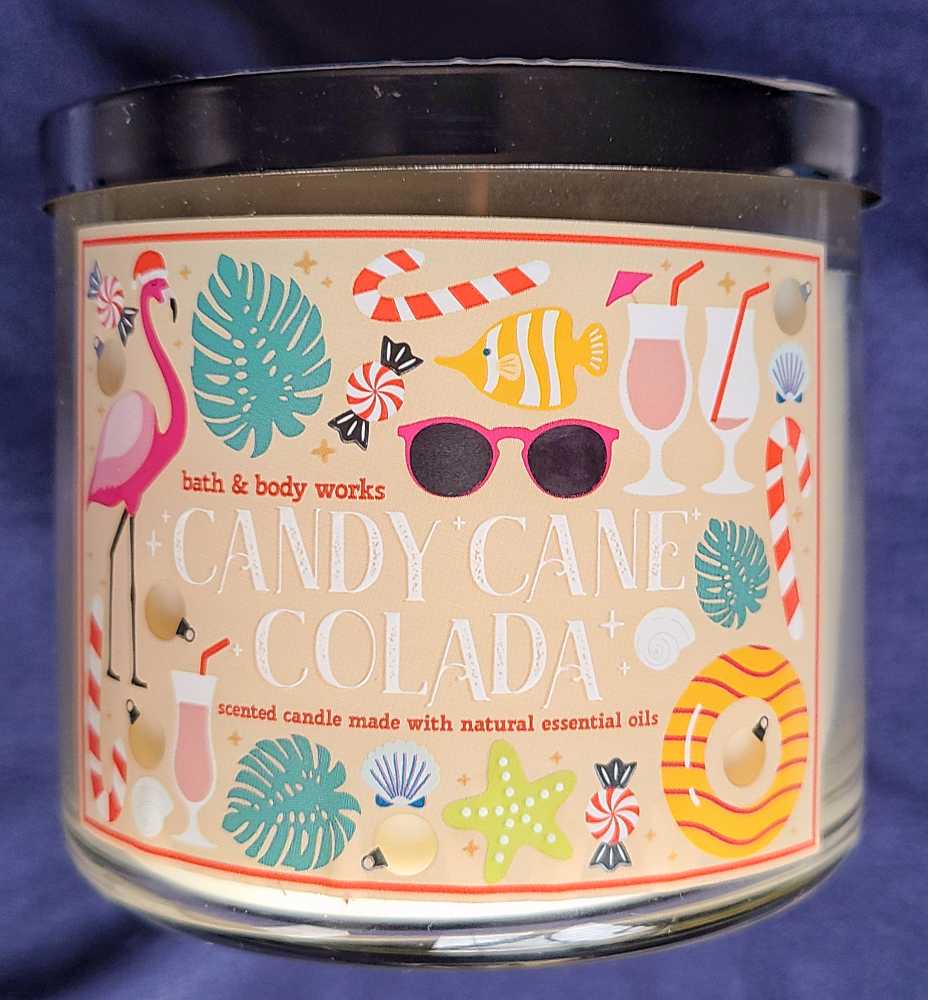 bath & body works
CANDY CANE
COLADA
scented candle made with natural essential oils